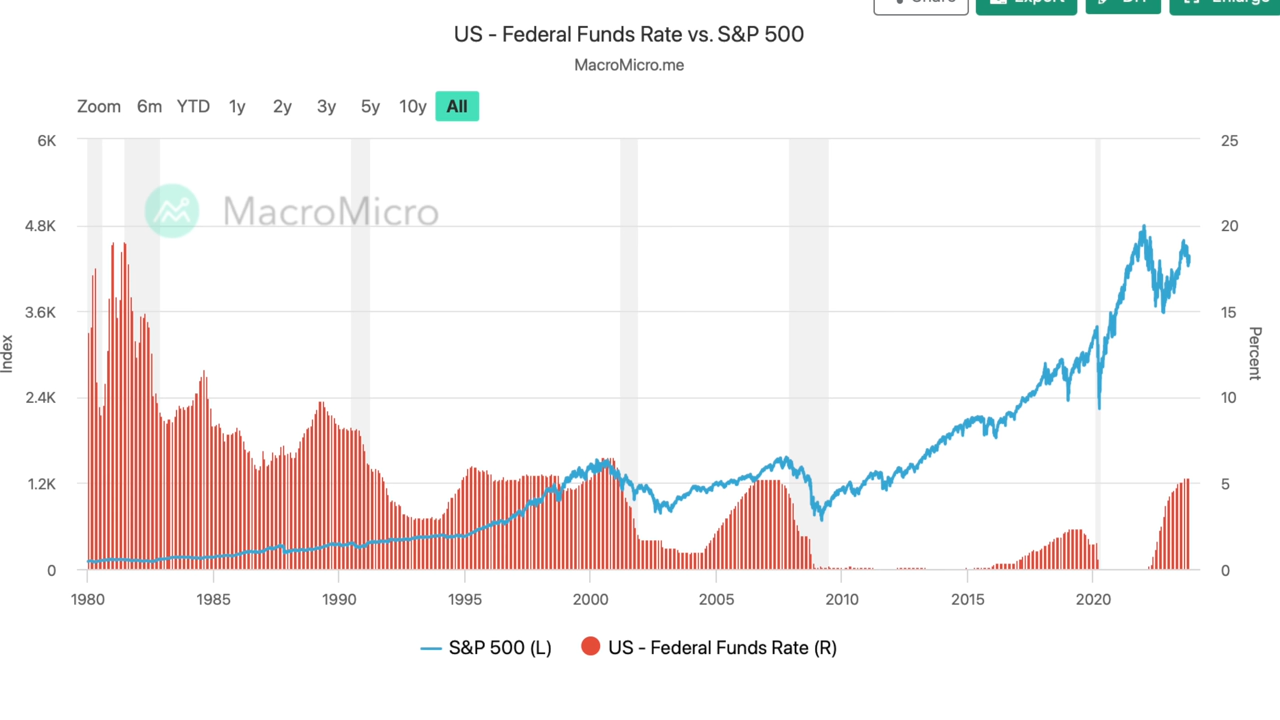 Share Export DIY Enlarge
US - Federal Funds Rate vs. S&P 500
MacroMicro.me
Zoom 6m YTD 1y 2y 3y 5y 10y All
6K 25
MacroMicro
4.8K 20
3.6K 15
Index Percent
2.4K 10
1.2K 5
0 0
1980 1985 1990 1995 2000 2005 2010 2015 2020
S&P 500 (L) US - Federal Funds Rate (R)